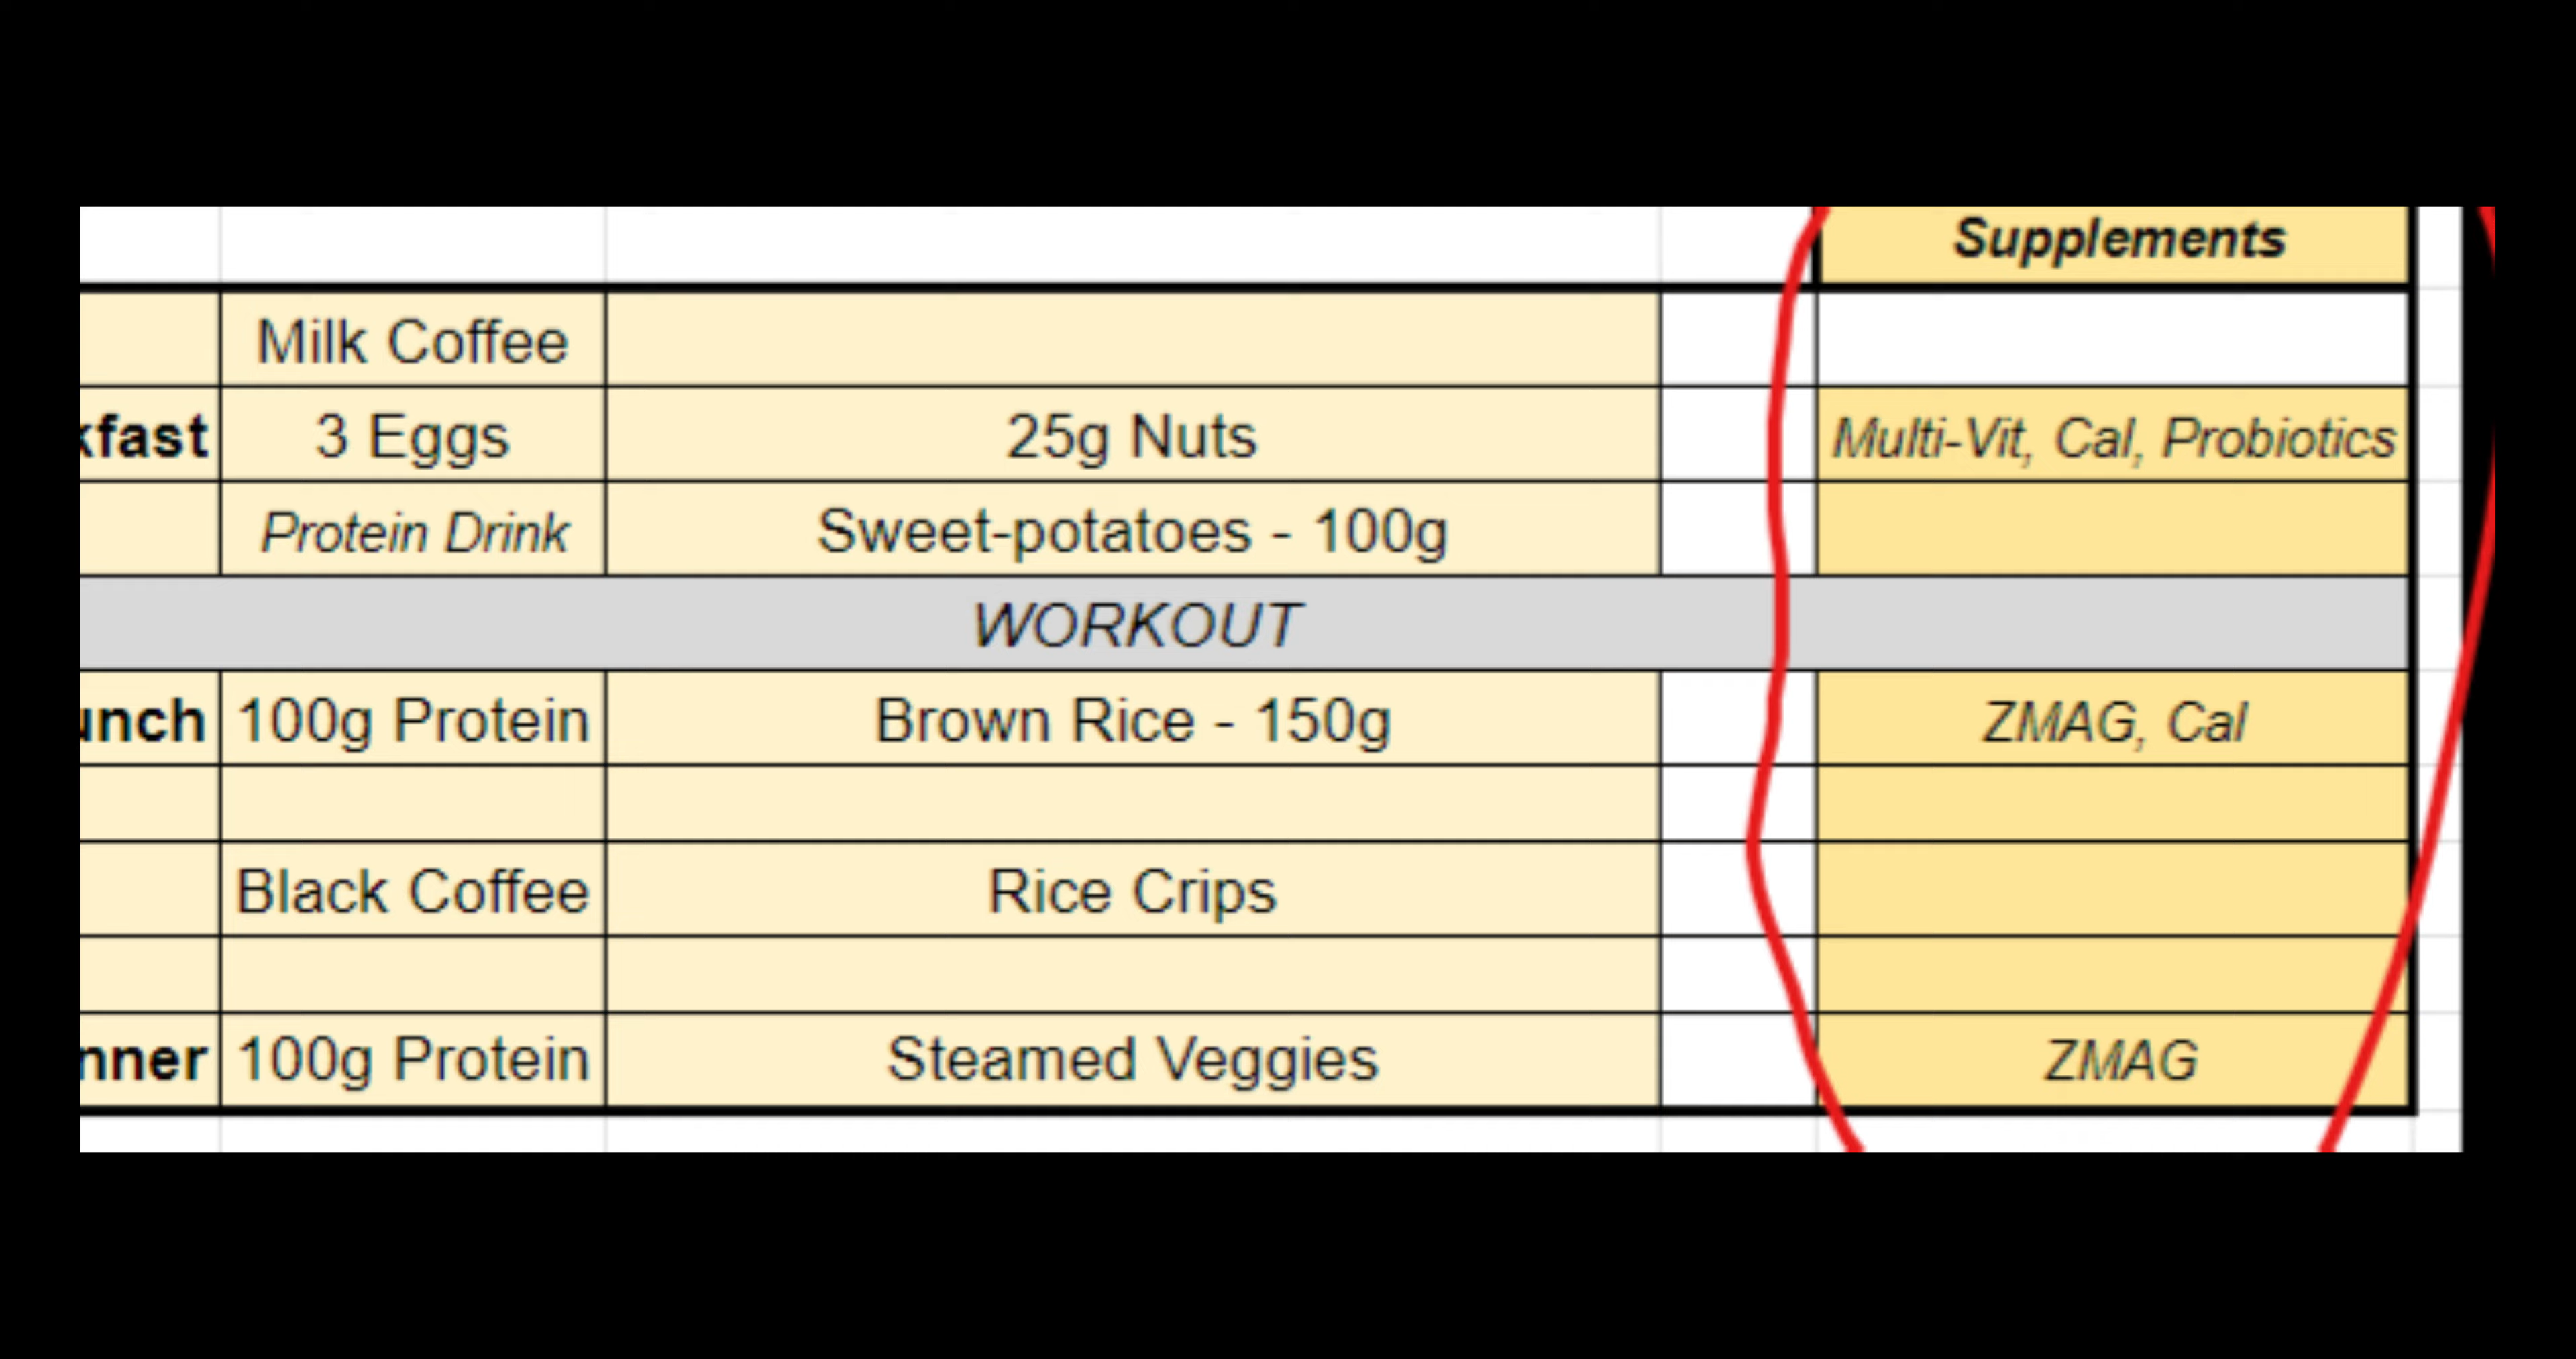 Supplements
Milk Coffee
kfast 3 Eggs 25g Nuts Multi-Vit, Cal, Probiotics
Protein Drink Sweet-potatoes - 100g
WORKOUT
unch 100g Protein Brown Rice - 150g ZMAG, Cal
Black Coffee Rice Crips
nner 100g Protein Steamed Veggies ZMAG